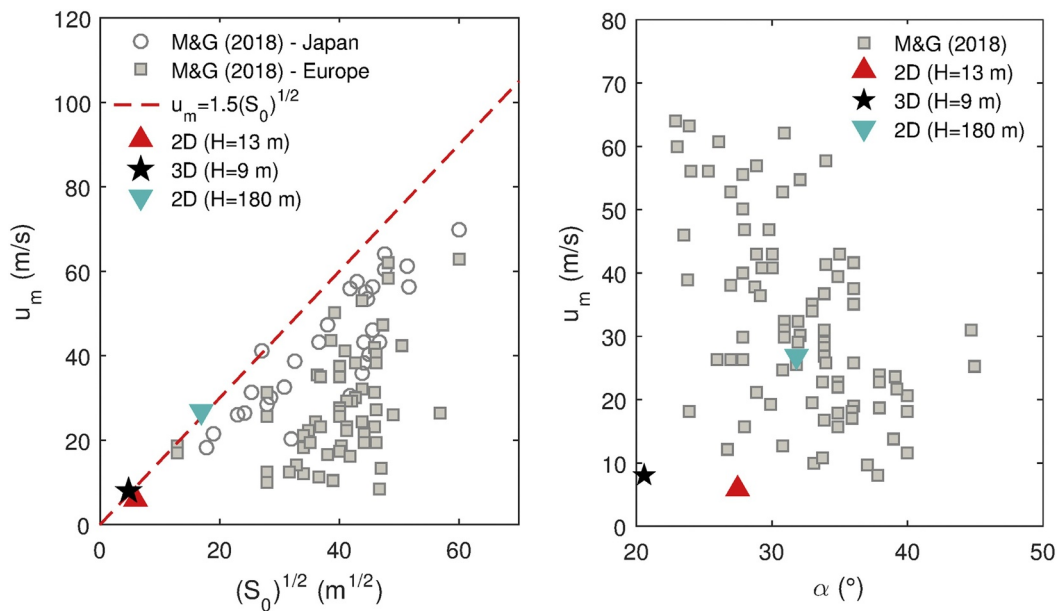 120
100
80
60
40
20
0
u_m (m/s)
M&G (2018) - Japan
M&G (2018) - Europe
u_m=1.5(S_0)^1/2
2D (H=13 m)
3D (H=9 m)
2D (H=180 m)
0 20 40 60
(S_0)^1/2 (m^1/2)
80
70
60
50
40
30
20
10
0
u_m (m/s)
M&G (2018)
2D (H=13 m)
3D (H=9 m)
2D (H=180 m)
20 30 40 50
α (°)